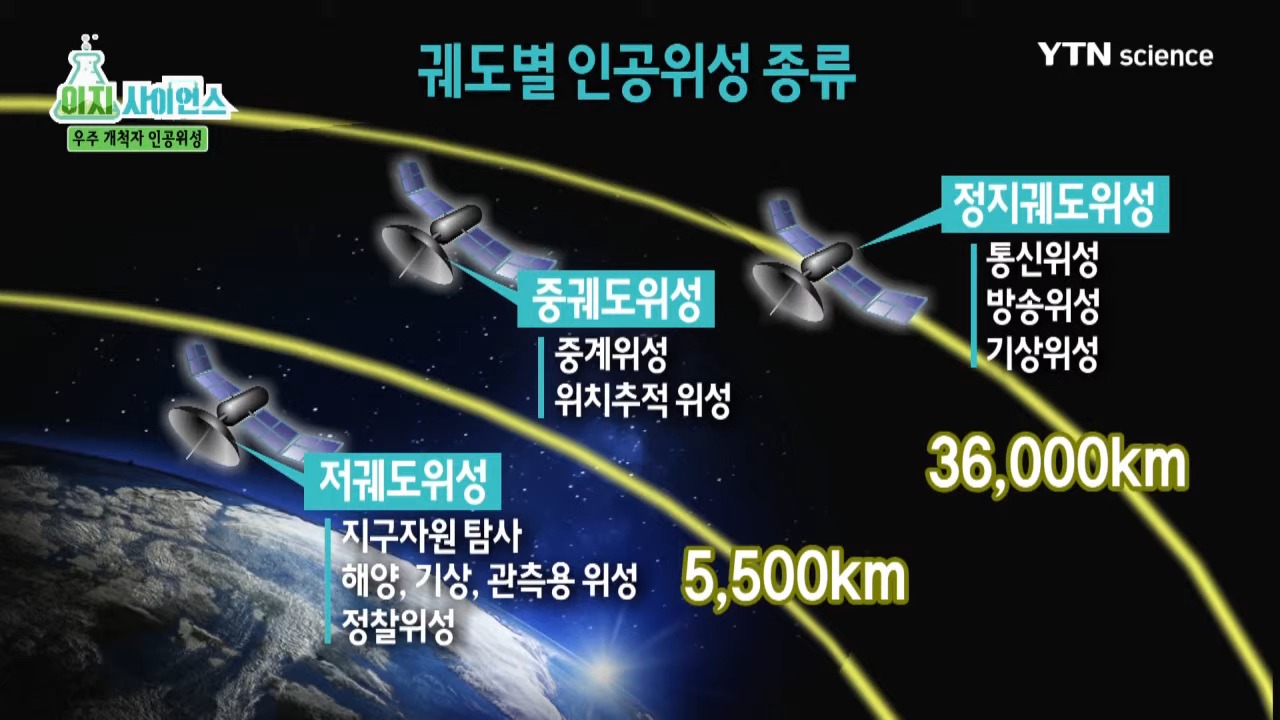 궤도별 인공위성 종류
YTN science
이지 사이언스
우주 개척자 인공위성
정지궤도위성
통신위성
방송위성
기상위성
중궤도위성
중계위성
위치추적 위성
36,000km
저궤도위성
지구자원 탐사
해양, 기상, 관측용 위성
정찰위성
5,500km